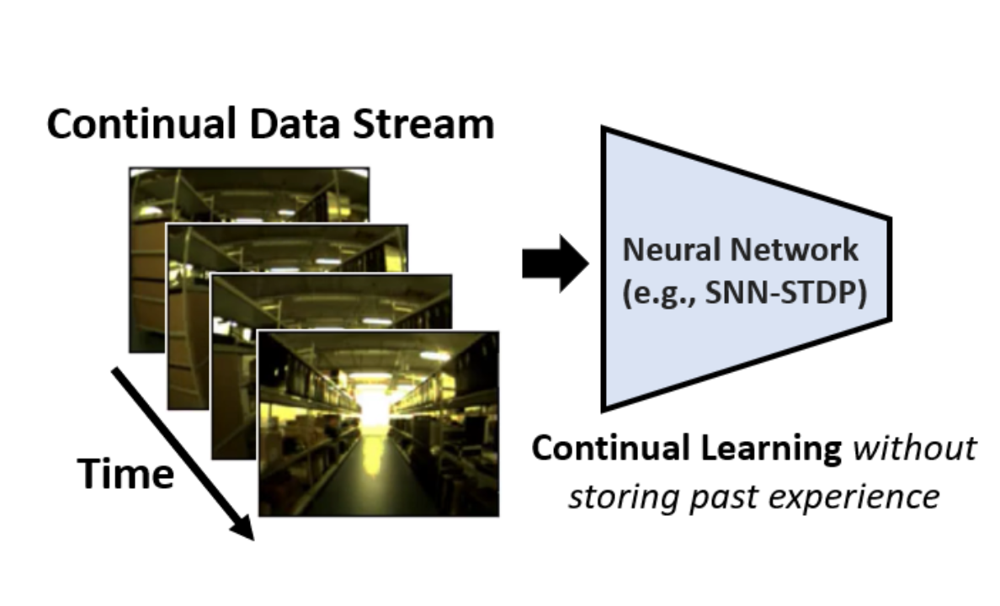 Continual Data Stream
Time
Neural Network
(e.g., SNN-STDP)
Continual Learning without
storing past experience